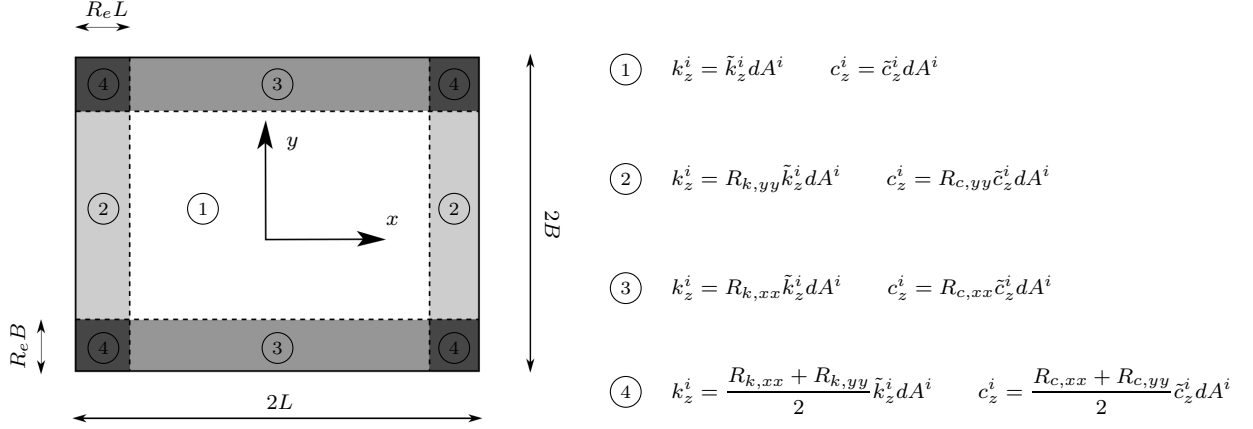 R_e L
4 3 4
① k_z^i = \tilde{k}_z^i dA^i c_z^i = \tilde{c}_z^i dA^i
y
② k_z^i = R_{k,yy} \tilde{k}_z^i dA^i c_z^i = R_{c,yy} \tilde{c}_z^i dA^i
2 1 2
x
2B
③ k_z^i = R_{k,xx} \tilde{k}_z^i dA^i c_z^i = R_{c,xx} \tilde{c}_z^i dA^i
R_e B
4 3 4
2L
④ k_z^i = \frac{R_{k,xx} + R_{k,yy}}{2} \tilde{k}_z^i dA^i c_z^i = \frac{R_{c,xx} + R_{c,yy}}{2} \tilde{c}_z^i dA^i